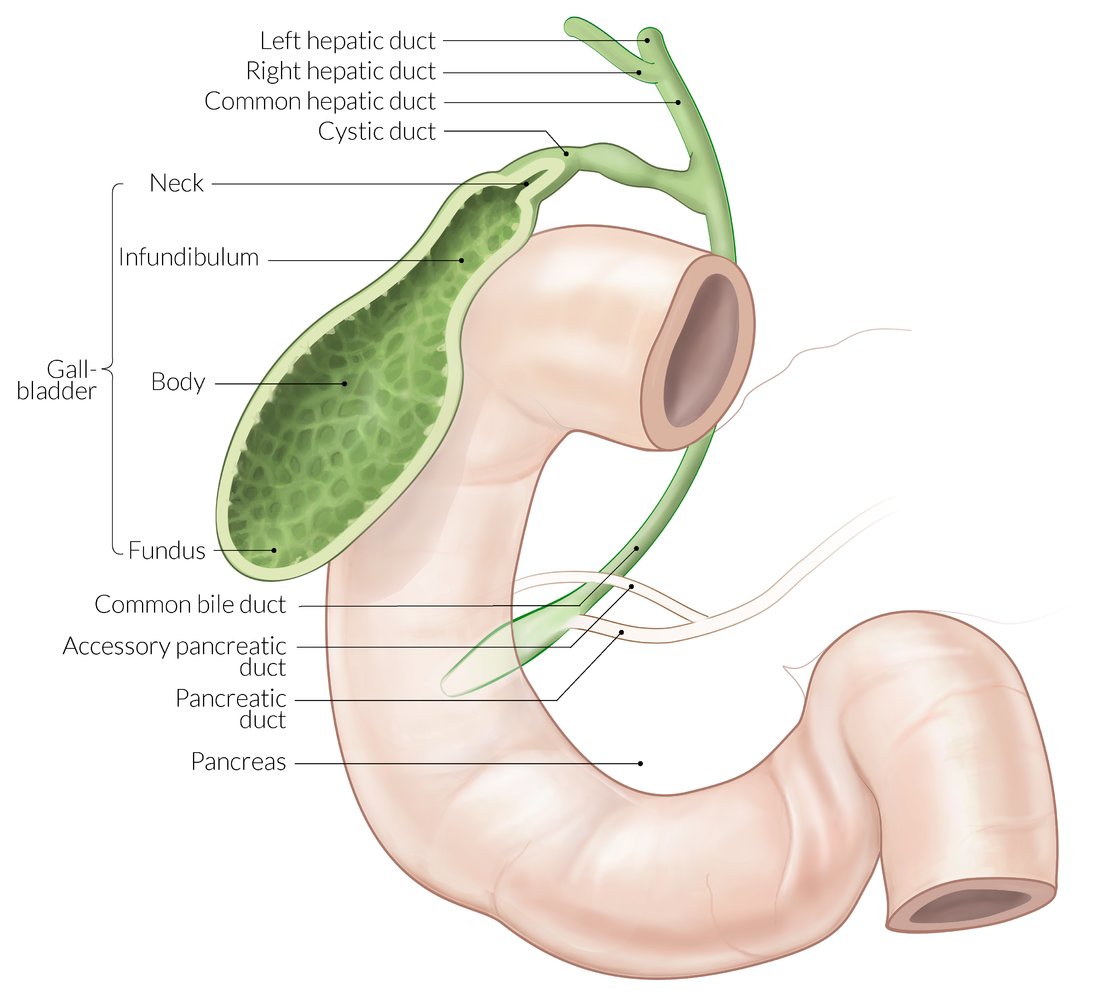 Left hepatic duct
Right hepatic duct
Common hepatic duct
Cystic duct
Neck
Infundibulum
Gall-
bladder
Body
Fundus
Common bile duct
Accessory pancreatic
duct
Pancreatic
duct
Pancreas